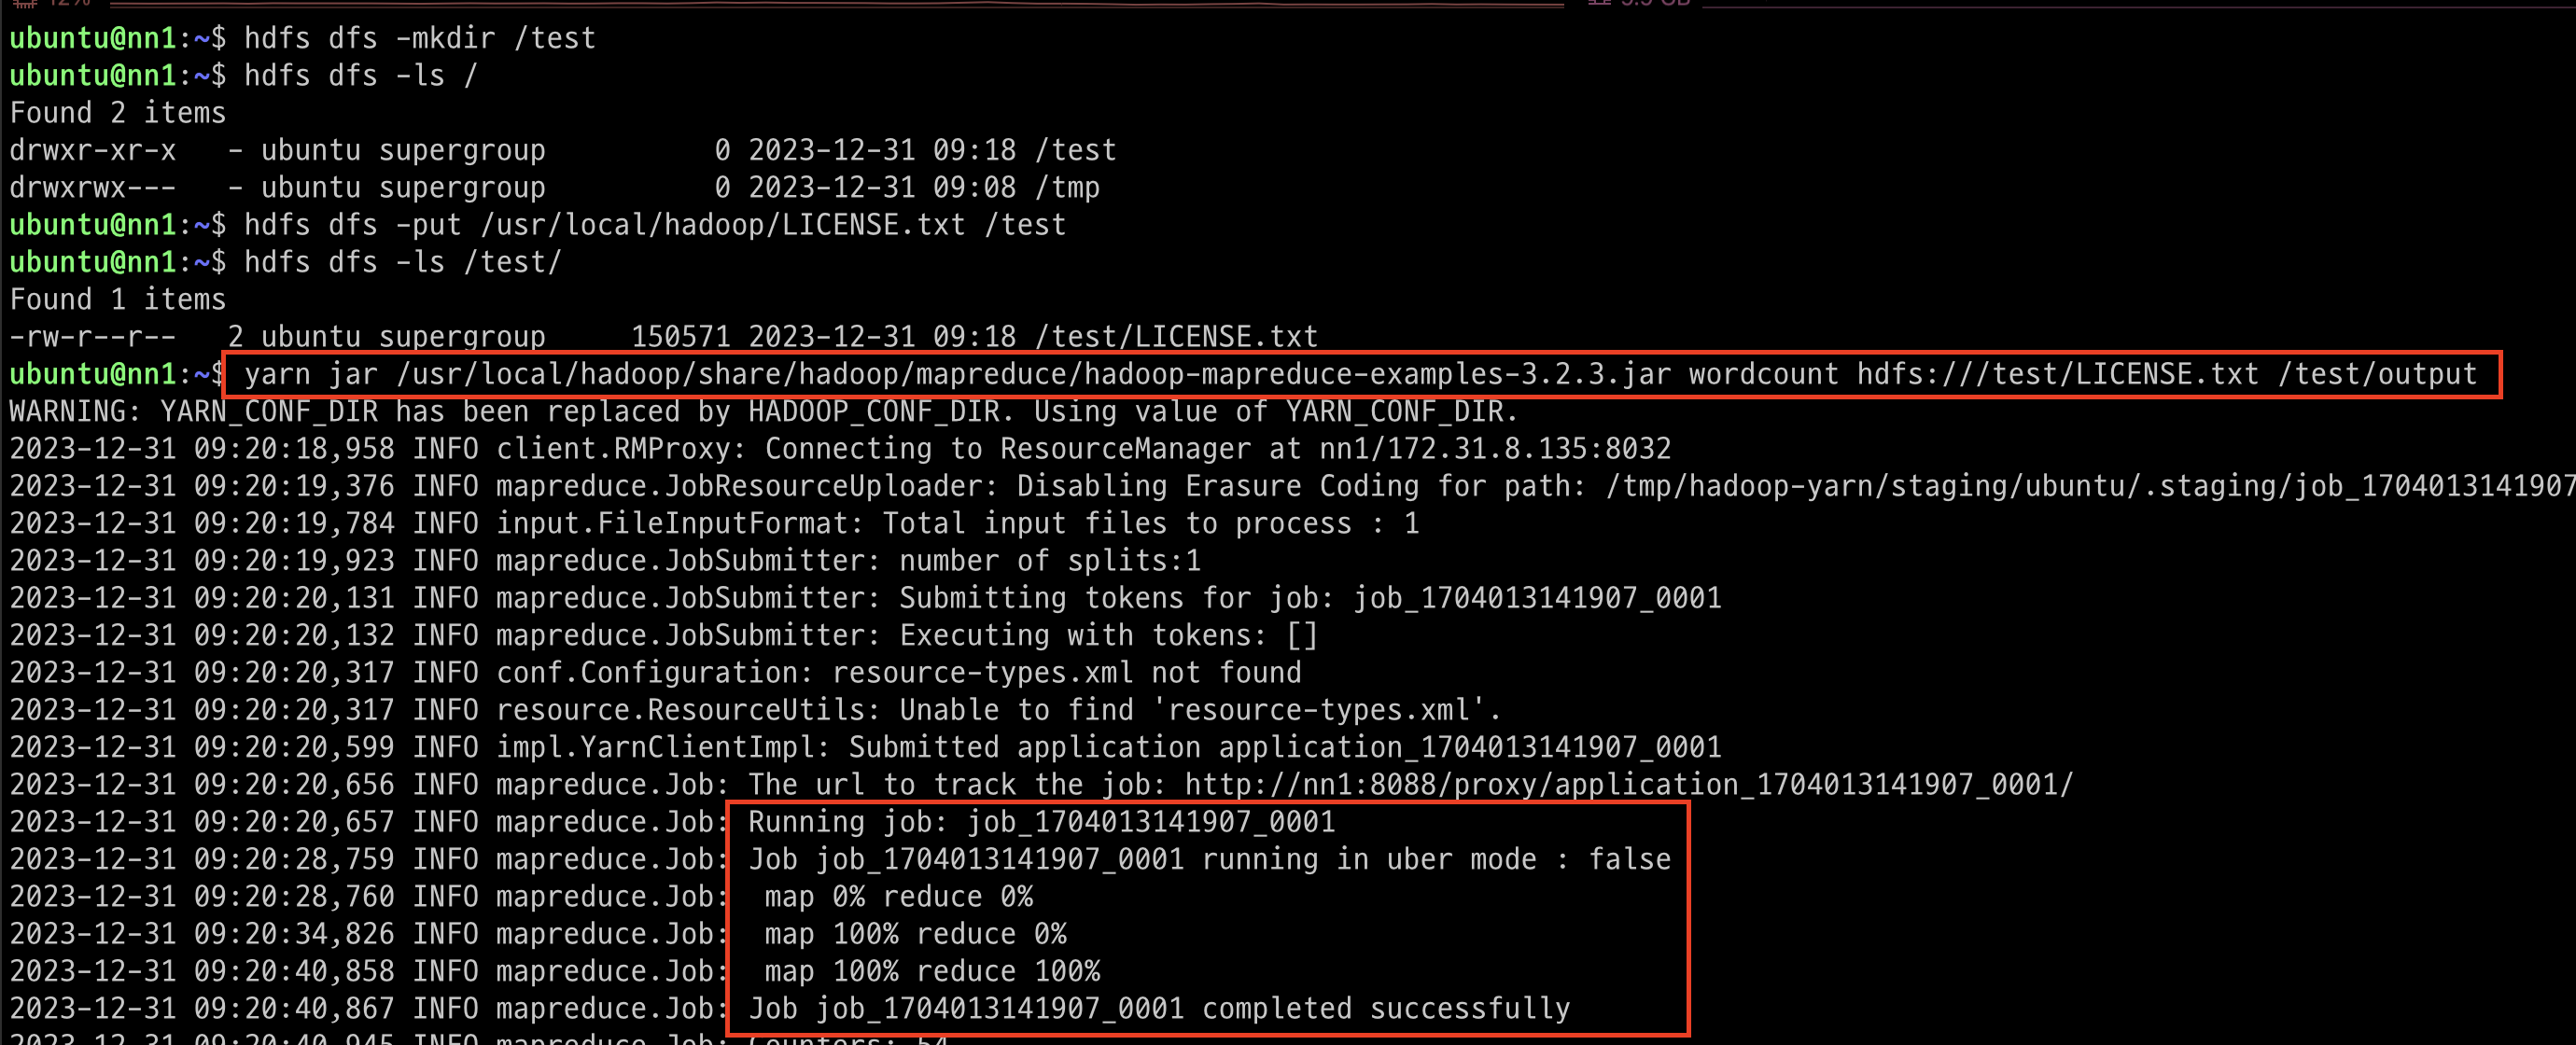 12%
ubuntu@nn1:~$ hdfs dfs -mkdir /test
ubuntu@nn1:~$ hdfs dfs -ls /
Found 2 items
drwxr-xr-x   - ubuntu supergroup          0 2023-12-31 09:18 /test
drwxrwx---   - ubuntu supergroup          0 2023-12-31 09:08 /tmp
ubuntu@nn1:~$ hdfs dfs -put /usr/local/hadoop/LICENSE.txt /test
ubuntu@nn1:~$ hdfs dfs -ls /test/
Found 1 items
-rw-r--r--   2 ubuntu supergroup     150571 2023-12-31 09:18 /test/LICENSE.txt
ubuntu@nn1:~$ yarn jar /usr/local/hadoop/share/hadoop/mapreduce/hadoop-mapreduce-examples-3.2.3.jar wordcount hdfs:///test/LICENSE.txt /test/output
WARNING: YARN_CONF_DIR has been replaced by HADOOP_CONF_DIR. Using value of YARN_CONF_DIR.
2023-12-31 09:20:18,958 INFO client.RMProxy: Connecting to ResourceManager at nn1/172.31.8.135:8032
2023-12-31 09:20:19,376 INFO mapreduce.JobResourceUploader: Disabling Erasure Coding for path: /tmp/hadoop-yarn/staging/ubuntu/.staging/job_1704013141907
2023-12-31 09:20:19,784 INFO input.FileInputFormat: Total input files to process : 1
2023-12-31 09:20:19,923 INFO mapreduce.JobSubmitter: number of splits:1
2023-12-31 09:20:20,131 INFO mapreduce.JobSubmitter: Submitting tokens for job: job_1704013141907_0001
2023-12-31 09:20:20,132 INFO mapreduce.JobSubmitter: Executing with tokens: []
2023-12-31 09:20:20,317 INFO conf.Configuration: resource-types.xml not found
2023-12-31 09:20:20,317 INFO resource.ResourceUtils: Unable to find 'resource-types.xml'.
2023-12-31 09:20:20,599 INFO impl.YarnClientImpl: Submitted application application_1704013141907_0001
2023-12-31 09:20:20,656 INFO mapreduce.Job: The url to track the job: http://nn1:8088/proxy/application_1704013141907_0001/
2023-12-31 09:20:20,657 INFO mapreduce.Job: Running job: job_1704013141907_0001
2023-12-31 09:20:28,759 INFO mapreduce.Job: Job job_1704013141907_0001 running in uber mode : false
2023-12-31 09:20:28,760 INFO mapreduce.Job:  map 0% reduce 0%
2023-12-31 09:20:34,826 INFO mapreduce.Job:  map 100% reduce 0%
2023-12-31 09:20:40,858 INFO mapreduce.Job:  map 100% reduce 100%
2023-12-31 09:20:40,867 INFO mapreduce.Job: Job job_1704013141907_0001 completed successfully
2023-12-31 09:20:40,945 INFO mapreduce.Job: Counters: 54